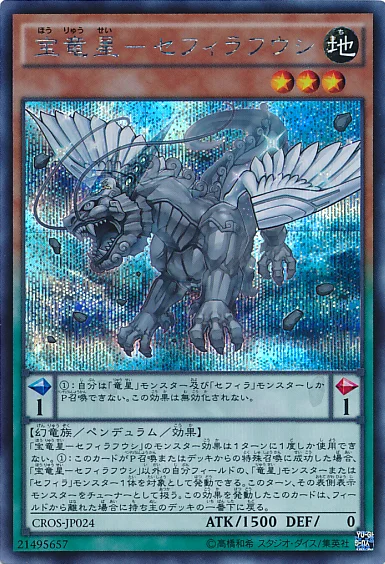 ほう りゅう せい
宝竜星－セフィラフウシ
ち
地
①：自分は「竜星」モンスター及び「セフィラ」モンスターしか
P召喚できない。この効果は無効化されない。
1
1
【幻竜族／ペンデュラム／効果】
「宝竜星－セフィラフウシ」のモンスター効果は1ターンに1度しか使用で
きない。①：このカードがP召喚またはデッキからの特殊召喚に成功した場合、
「宝竜星－セフィラフウシ」以外の自分フィールドの、「竜星」モンスターまたは
「セフィラ」モンスター1体を対象として発動できる。このターン、その表側表示
モンスターをチューナーとして扱う。この効果を発動したこのカードは、フィール
ドから離れた場合に持ち主のデッキの一番下に戻る。
CROS-JP024
ATK/1500 DEF/ 0
21495657
©高橋和希 スタジオ・ダイス/集英社